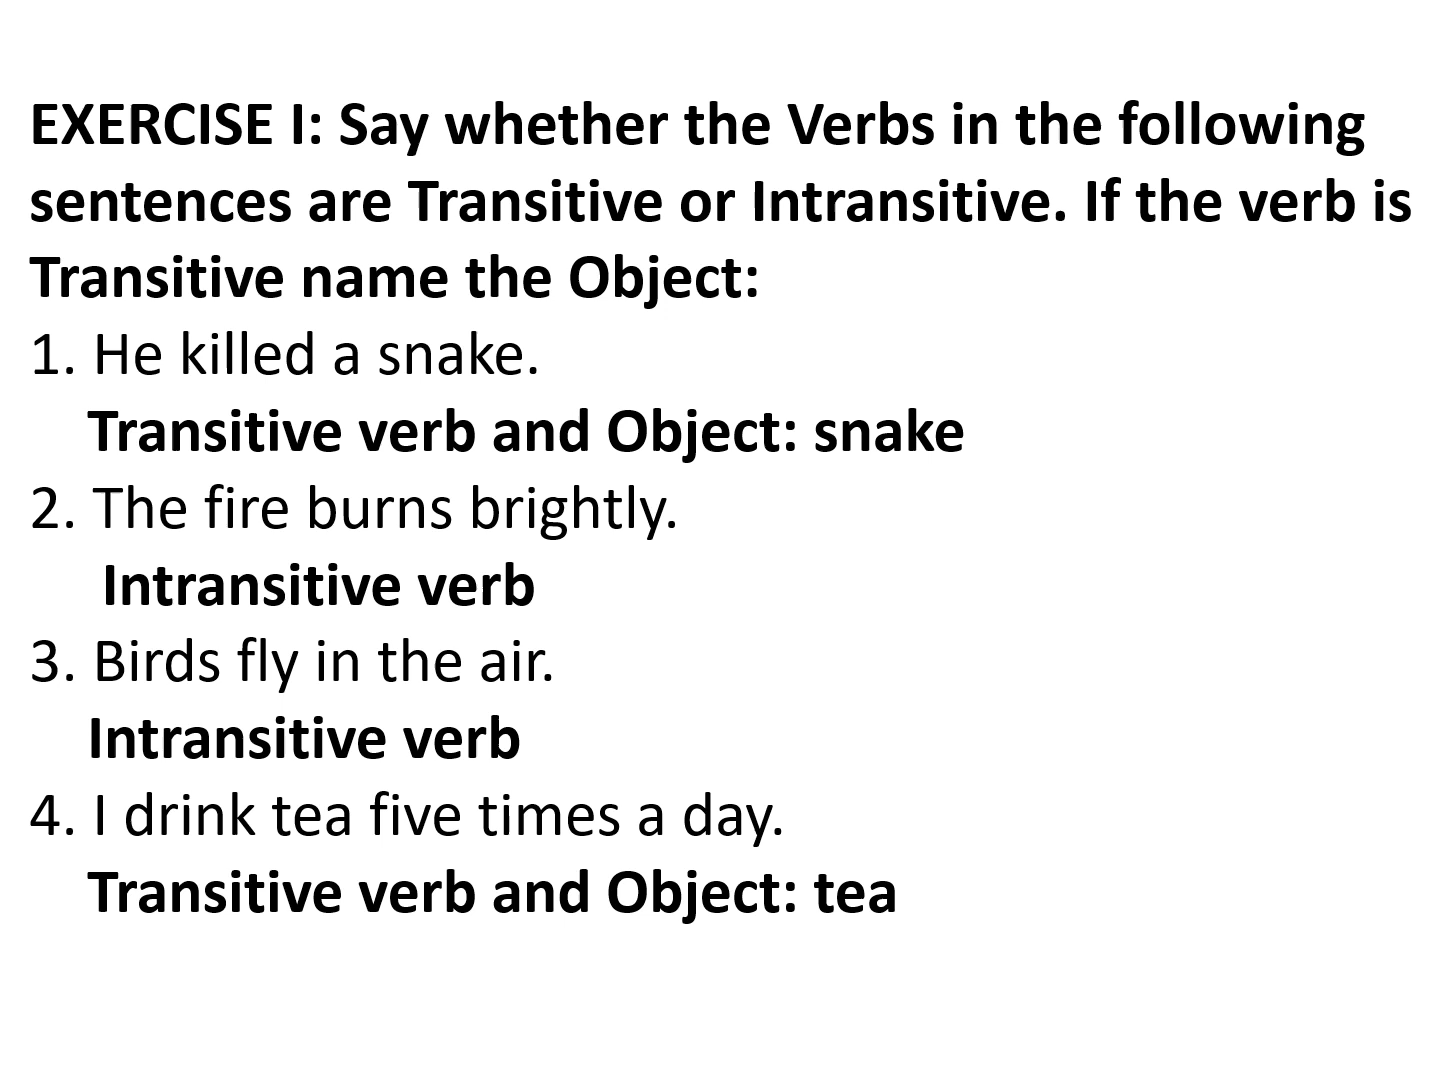 EXERCISE I: Say whether the Verbs in the following
sentences are Transitive or Intransitive. If the verb is
Transitive name the Object:
1. He killed a snake.
Transitive verb and Object: snake
2. The fire burns brightly.
Intransitive verb
3. Birds fly in the air.
Intransitive verb
4. I drink tea five times a day.
Transitive verb and Object: tea